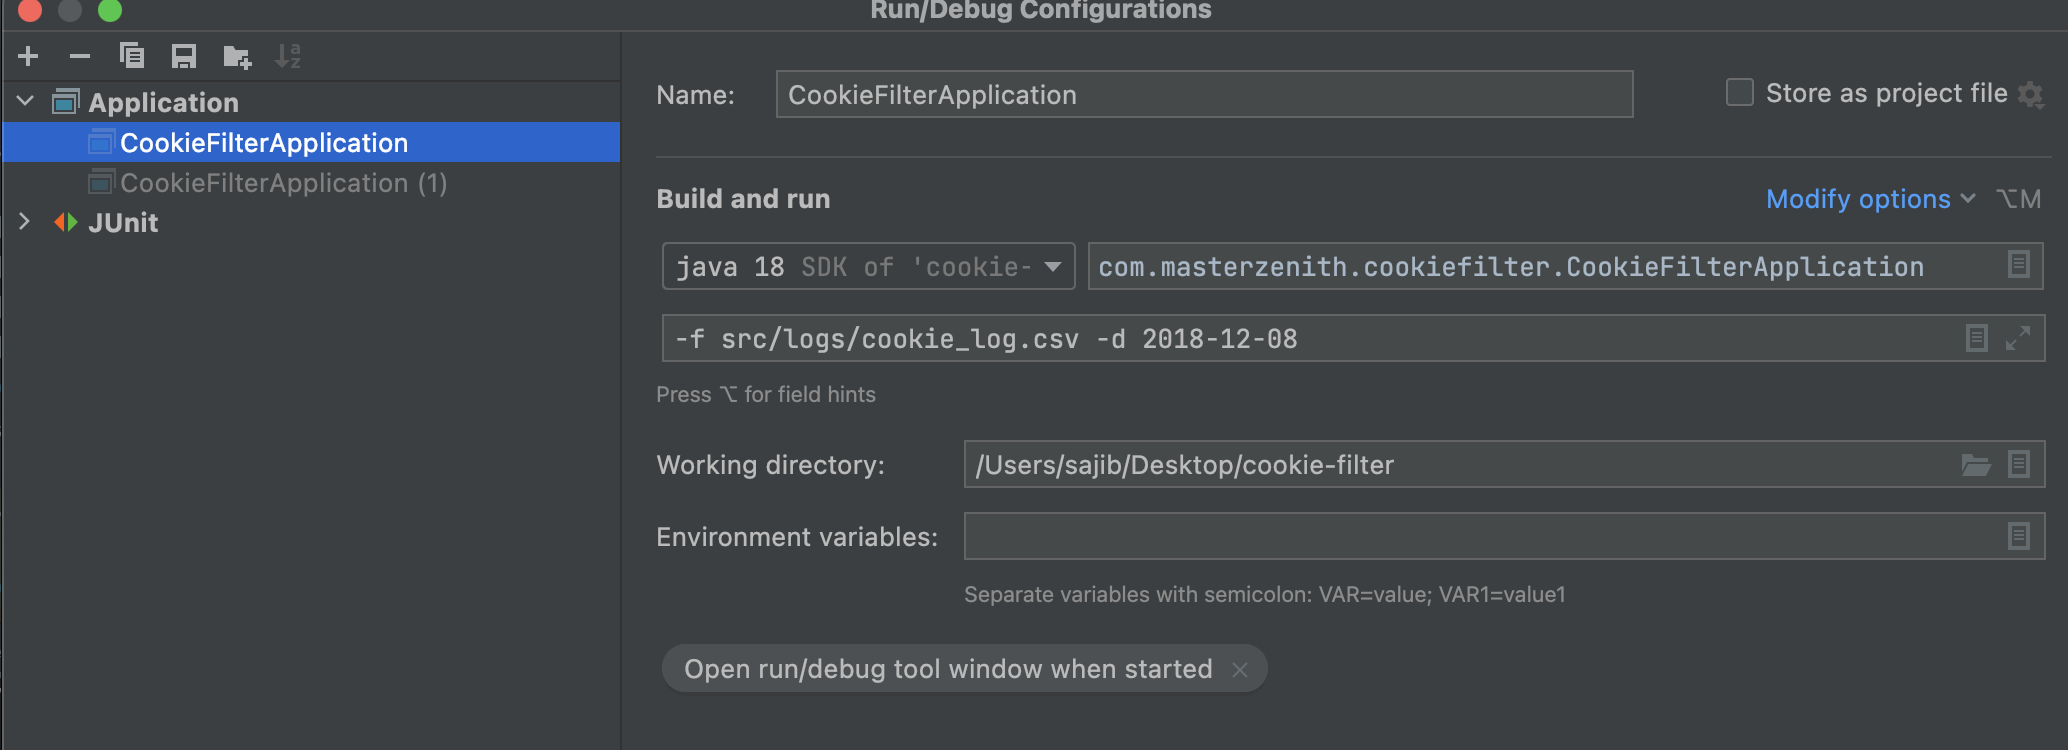 Run/Debug Configurations
Application
CookieFilterApplication
CookieFilterApplication (1)
JUnit
Name: CookieFilterApplication Store as project file
Build and run Modify options ⌥M
java 18 SDK of 'cookie- com.masterzenith.cookiefilter.CookieFilterApplication
-f src/logs/cookie_log.csv -d 2018-12-08
Press ⌥ for field hints
Working directory: /Users/sajib/Desktop/cookie-filter
Environment variables:
Separate variables with semicolon: VAR=value; VAR1=value1
Open run/debug tool window when started